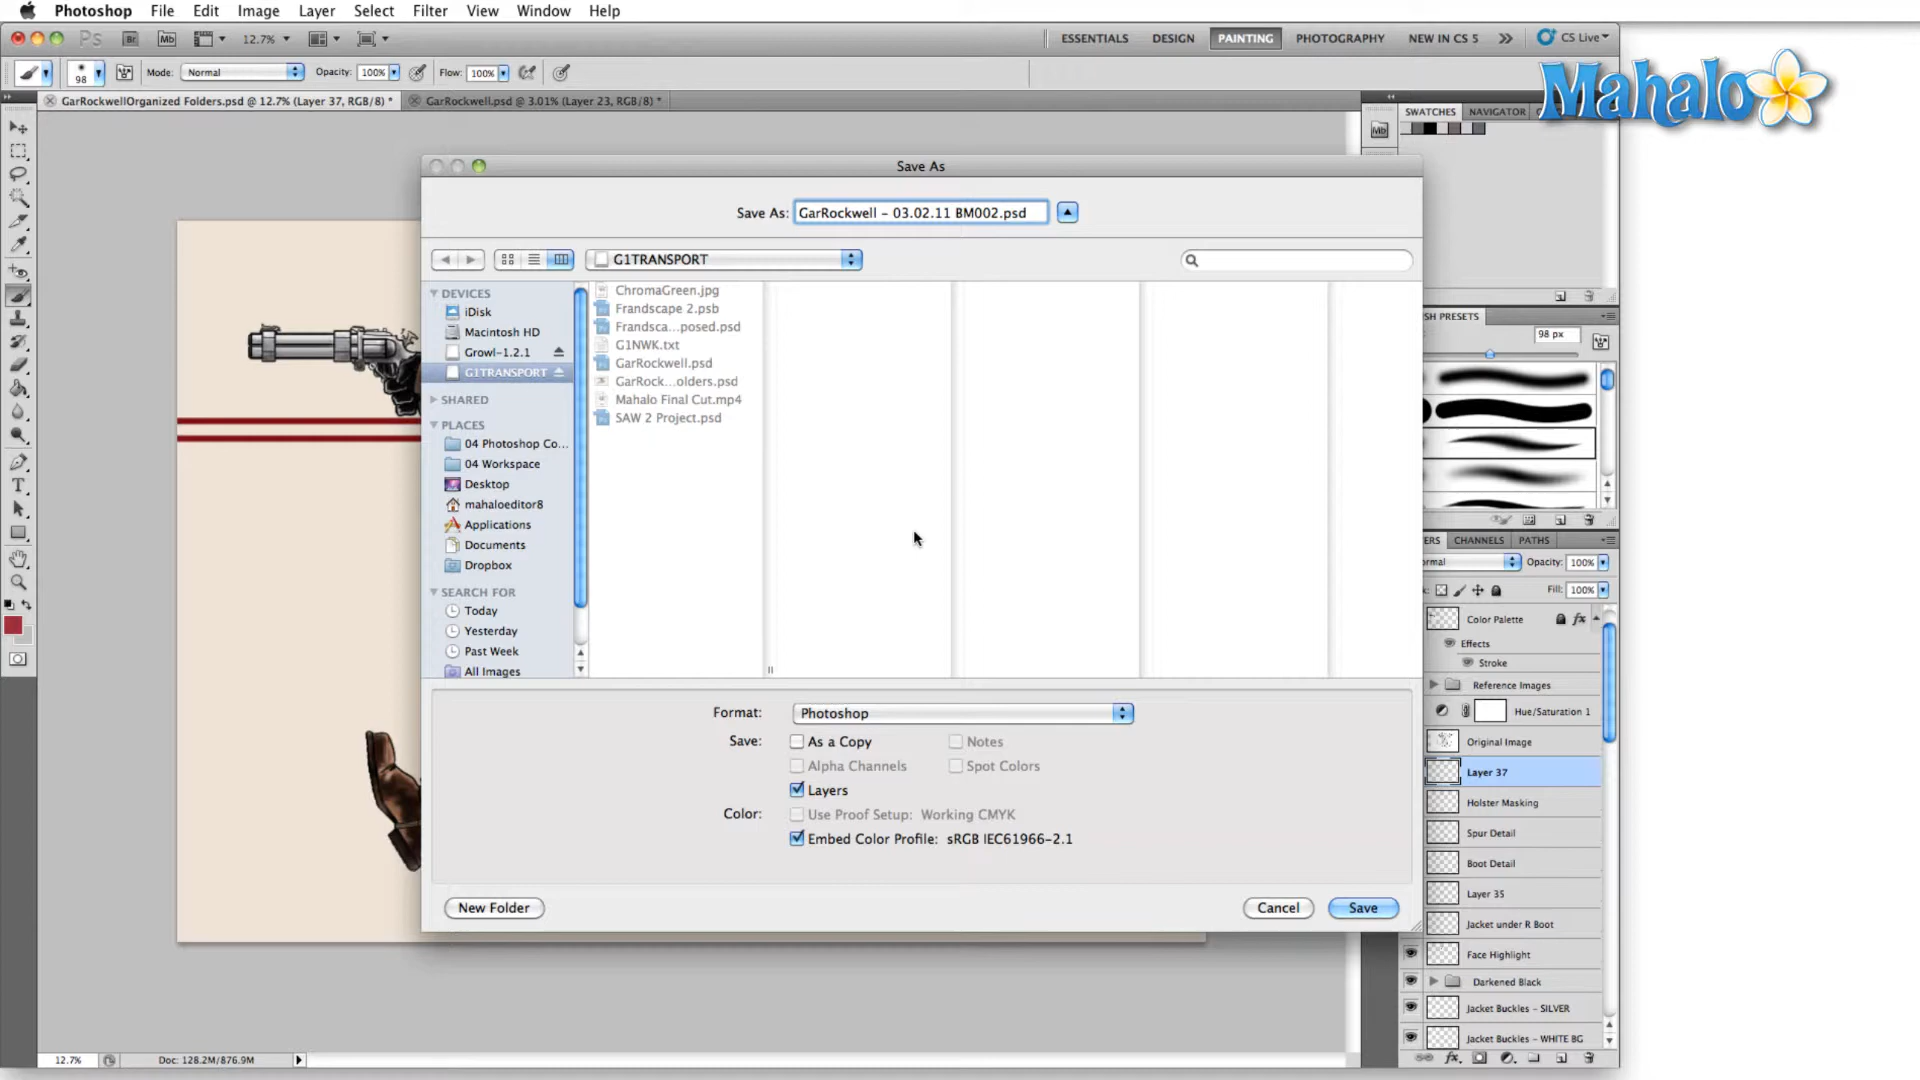 Photoshop File Edit Image Layer Select Filter View Window Help
Ps Br Mb 12.7% ESSENTIALS DESIGN PAINTING PHOTOGRAPHY NEW IN CS 5 CS Live
98 Mode: Normal Opacity: 100% Flow: 100%
Mahalo
GarRockwellOrganized Folders.psd @ 12.7% (Layer 37, RGB/8) * GarRockwell.psd @ 3.01% (Layer 23, RGB/8) *
SWATCHES NAVIGATOR
Mb
Save As
Save As: GarRockwell – 03.02.11 BM002.psd
G1TRANSPORT
DEVICES
iDisk
Macintosh HD
Growl-1.2.1
G1TRANSPORT
SHARED
PLACES
04 Photoshop Co...
04 Workspace
Desktop
mahaloeditor8
Applications
Documents
Dropbox
SEARCH FOR
Today
Yesterday
Past Week
All Images
ChromaGreen.jpg
Frandscape 2.psb
Frandsca...posed.psd
G1NWK.txt
GarRockwell.psd
GarRock...olders.psd
Mahalo Final Cut.mp4
SAW 2 Project.psd
Format: Photoshop
Save: As a Copy Notes
Alpha Channels Spot Colors
Layers
Color: Use Proof Setup: Working CMYK
Embed Color Profile: sRGB IEC61966-2.1
New Folder Cancel Save
SH PRESETS
98 px
ERS CHANNELS PATHS
ormal Opacity: 100%
k: Fill: 100%
Color Palette fx
Effects
Stroke
Reference Images
Hue/Saturation 1
Original Image
Layer 37
Holster Masking
Spur Detail
Boot Detail
Layer 35
Jacket under R Boot
Face Highlight
Darkened Black
Jacket Buckles – SILVER
Jacket Buckles – WHITE BG
fx
12.7% Doc: 128.2M/876.9M